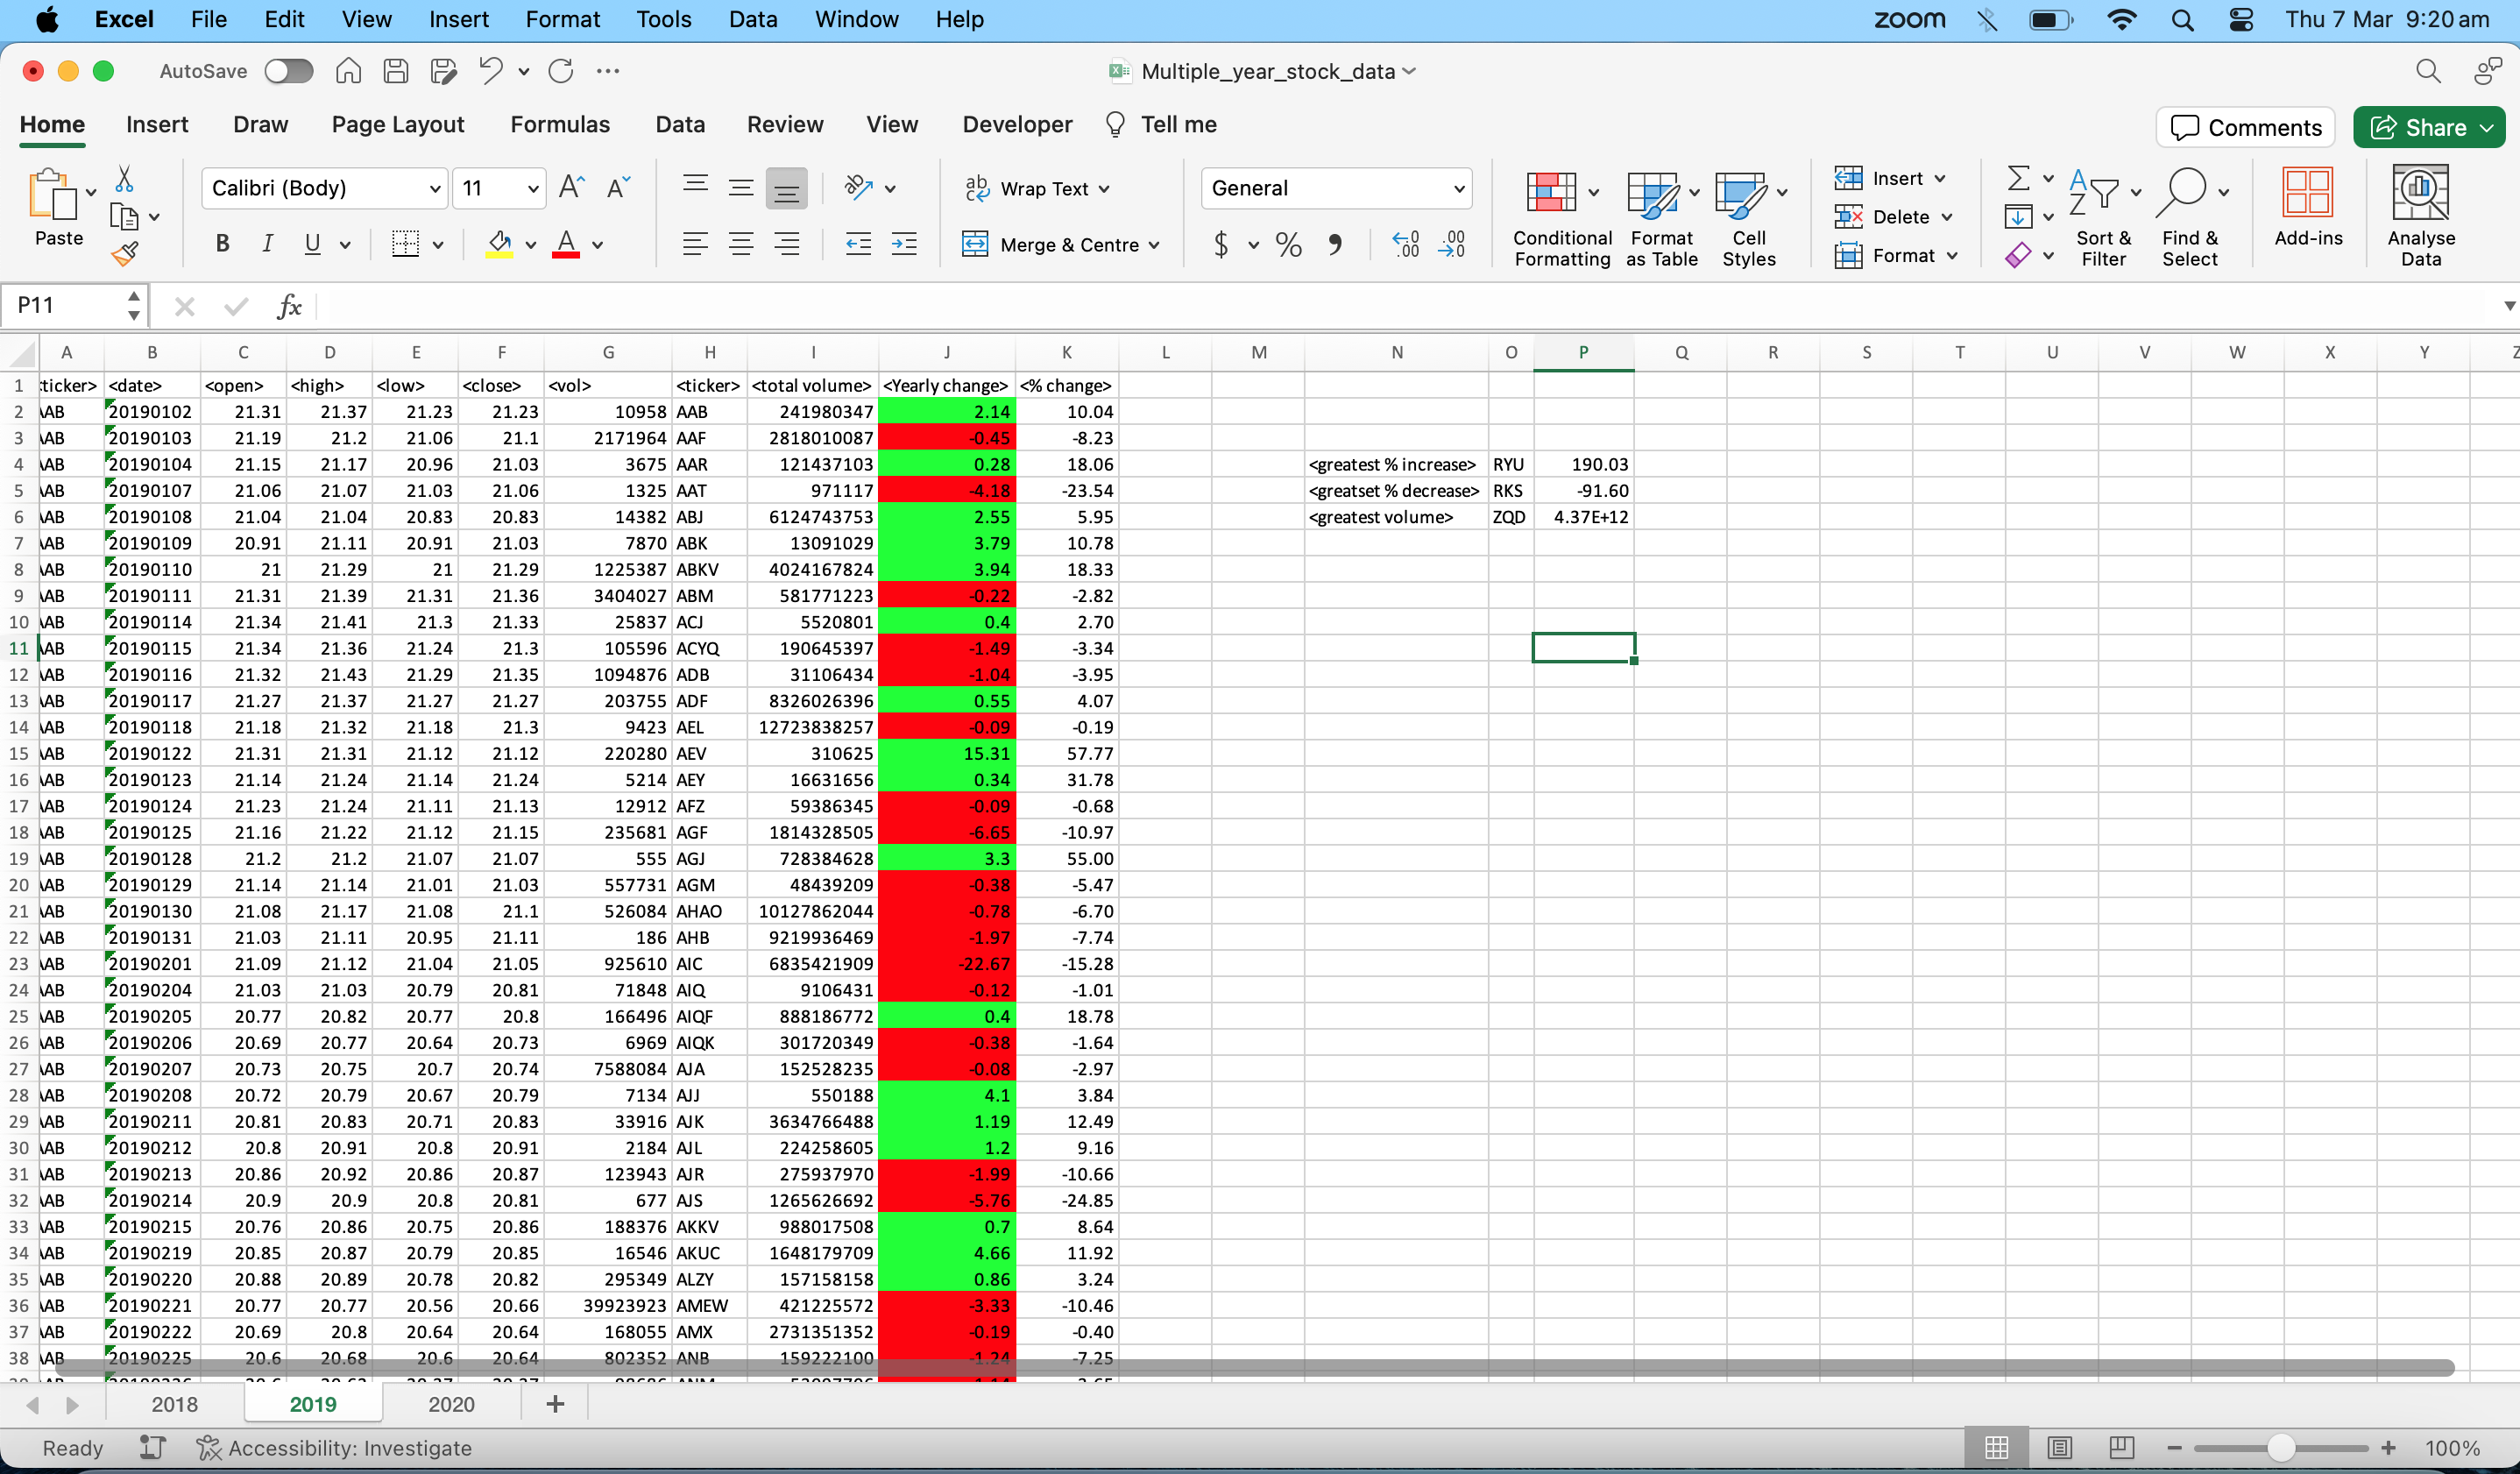 Excel File Edit View Insert Format Tools Data Window Help zoom Thu 7 Mar 9:20 am
AutoSave Multiple_year_stock_data
Home Insert Draw Page Layout Formulas Data Review View Developer Tell me Comments Share
Paste Calibri (Body) 11 Wrap Text Merge & Centre General Conditional Formatting Format as Table Cell Styles Insert Delete Format Sort & Filter Find & Select Add-ins Analyse Data
P11 fx
A B C D E F G H I J K L M N O P Q R S T U V W X Y Z
1 ticker> <date> <open> <high> <low> <close> <vol> <ticker> <total volume> <Yearly change> <% change>
2 AAB 20190102 21.31 21.37 21.23 21.23 10958 AAB 241980347 2.14 10.04
3 AAB 20190103 21.19 21.2 21.06 21.1 2171964 AAF 2818010087 -0.45 -8.23
4 AAB 20190104 21.15 21.17 20.96 21.03 3675 AAR 121437103 0.28 18.06 <greatest % increase> RYU 190.03
5 AAB 20190107 21.06 21.07 21.03 21.06 1325 AAT 971117 -4.18 -23.54 <greatset % decrease> RKS -91.60
6 AAB 20190108 21.04 21.04 20.83 20.83 14382 ABJ 6124743753 2.55 5.95 <greatest volume> ZQD 4.37E+12
7 AAB 20190109 20.91 21.11 20.91 21.03 7870 ABK 13091029 3.79 10.78
8 AAB 20190110 21 21.29 21 21.29 1225387 ABKV 4024167824 3.94 18.33
9 AAB 20190111 21.31 21.39 21.31 21.36 3404027 ABM 581771223 -0.22 -2.82
10 AAB 20190114 21.34 21.41 21.3 21.33 25837 ACJ 5520801 0.4 2.70
11 AAB 20190115 21.34 21.36 21.24 21.3 105596 ACYQ 190645397 -1.49 -3.34
12 AAB 20190116 21.32 21.43 21.29 21.35 1094876 ADB 31106434 -1.04 -3.95
13 AAB 20190117 21.27 21.37 21.27 21.27 203755 ADF 8326026396 0.55 4.07
14 AAB 20190118 21.18 21.32 21.18 21.3 9423 AEL 12723838257 -0.09 -0.19
15 AAB 20190122 21.31 21.31 21.12 21.12 220280 AEV 310625 15.31 57.77
16 AAB 20190123 21.14 21.24 21.14 21.24 5214 AEY 16631656 0.34 31.78
17 AAB 20190124 21.23 21.24 21.11 21.13 12912 AFZ 59386345 -0.09 -0.68
18 AAB 20190125 21.16 21.22 21.12 21.15 235681 AGF 1814328505 -6.65 -10.97
19 AAB 20190128 21.2 21.2 21.07 21.07 555 AGJ 728384628 3.3 55.00
20 AAB 20190129 21.14 21.14 21.01 21.03 557731 AGM 48439209 -0.38 -5.47
21 AAB 20190130 21.08 21.17 21.08 21.1 526084 AHAO 10127862044 -0.78 -6.70
22 AAB 20190131 21.03 21.11 20.95 21.11 186 AHB 9219936469 -1.97 -7.74
23 AAB 20190201 21.09 21.12 21.04 21.05 925610 AIC 6835421909 -22.67 -15.28
24 AAB 20190204 21.03 21.03 20.79 20.81 71848 AIQ 9106431 -0.12 -1.01
25 AAB 20190205 20.77 20.82 20.77 20.8 166496 AIQF 888186772 0.4 18.78
26 AAB 20190206 20.69 20.77 20.64 20.73 6969 AIQK 301720349 -0.38 -1.64
27 AAB 20190207 20.73 20.75 20.7 20.74 7588084 AJA 152528235 -0.08 -2.97
28 AAB 20190208 20.72 20.79 20.67 20.79 7134 AJJ 550188 4.1 3.84
29 AAB 20190211 20.81 20.83 20.71 20.83 33916 AJK 3634766488 1.19 12.49
30 AAB 20190212 20.8 20.91 20.8 20.91 2184 AJL 224258605 1.2 9.16
31 AAB 20190213 20.86 20.92 20.86 20.87 123943 AJR 275937970 -1.99 -10.66
32 AAB 20190214 20.9 20.9 20.8 20.81 677 AJS 1265626692 -5.76 -24.85
33 AAB 20190215 20.76 20.86 20.75 20.86 188376 AKKV 988017508 0.7 8.64
34 AAB 20190219 20.85 20.87 20.79 20.85 16546 AKUC 1648179709 4.66 11.92
35 AAB 20190220 20.88 20.89 20.78 20.82 295349 ALZY 157158158 0.86 3.24
36 AAB 20190221 20.77 20.77 20.56 20.66 39923923 AMEW 421225572 -3.33 -10.46
37 AAB 20190222 20.69 20.8 20.64 20.64 168055 AMX 2731351352 -0.19 -0.40
38 AAB 20190225 20.6 20.68 20.6 20.64 802352 ANB 159222100 -1.24 -7.25
2018 2019 2020 +
Ready Accessibility: Investigate 100%